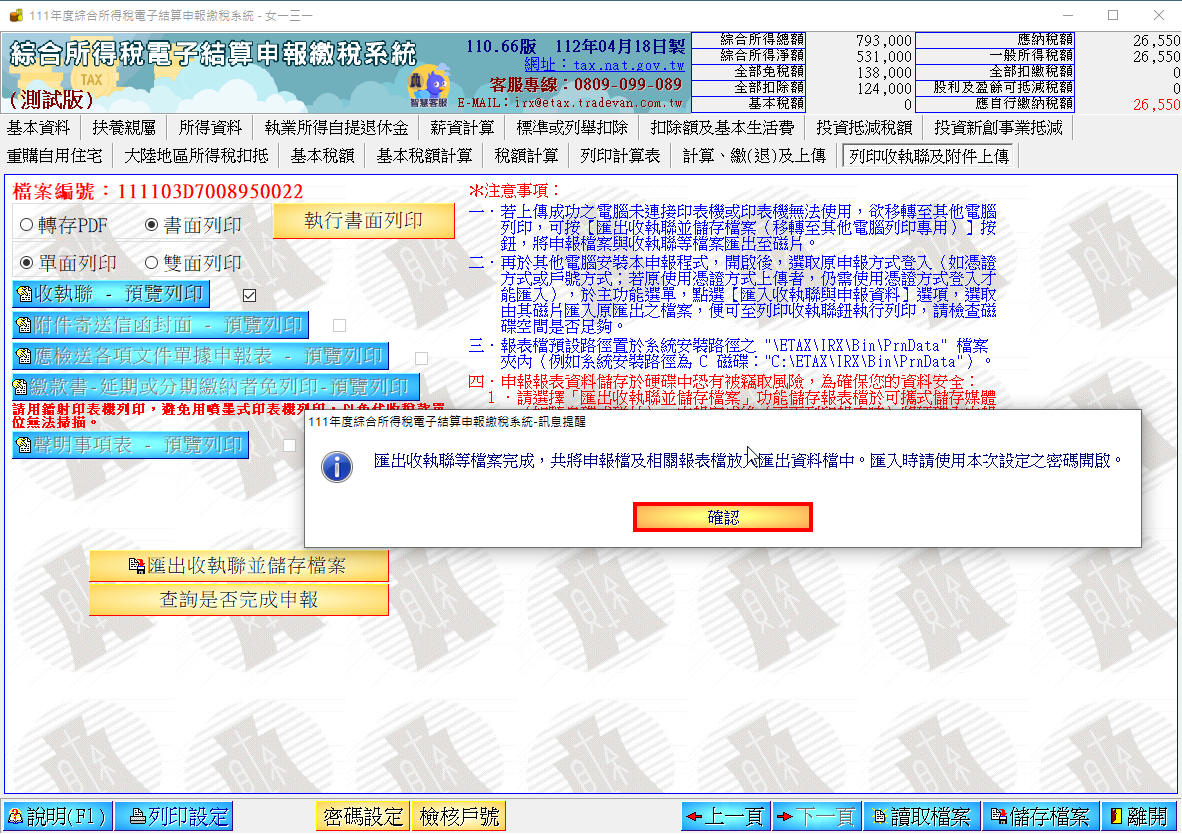 111年度綜合所得稅電子結算申報繳稅系統 - 女一三一
綜合所得稅電子結算申報繳稅系統
(測試版)
TAX
智慧客服
110.66版 112年04月18日製
網址：tax.nat.gov.tw
客服專線：0809-099-089
E-MAIL：irx@etax.tradevan.com.tw
綜合所得總額 793,000 應納稅額 26,550
綜合所得淨額 531,000 一般所得稅額 26,550
全部免稅額 138,000 全部扣繳稅額 0
全部扣除額 124,000 股利及盈餘可抵減稅額 0
基本稅額 0 應自行繳納稅額 26,550
基本資料 扶養親屬 所得資料 執業所得自提退休金 薪資計算 標準或列舉扣除 扣除額及基本生活費 投資抵減稅額 投資新創事業抵減
重購自用住宅 大陸地區所得稅扣抵 基本稅額 基本稅額計算 稅額計算 列印計算表 計算、繳(退)及上傳 列印收執聯及附件上傳
檔案編號：111103D7008950022
轉存PDF 書面列印 執行書面列印
單面列印 雙面列印
收執聯 - 預覽列印
附件寄送信函封面 - 預覽列印
應檢送各項文件單據申報表 - 預覽列印
繳款書-延期或分期繳納者免列印-預覽列印
請用鐳射印表機列印，避免用噴墨式印表機列印，以免代收稅款單
位無法掃描。
聲明事項表 - 預覽列印
匯出收執聯並儲存檔案
查詢是否完成申報
※注意事項：
一．若上傳成功之電腦未連接印表機或印表機無法使用，欲移轉至其他電腦
列印，可按［匯出收執聯並儲存檔案（移轉至其他電腦列印專用）］按
鈕，將申報檔案與收執聯等檔案匯出至磁片。
二．再於其他電腦安裝本申報程式，開啟後，選取原申報方式登入（如憑證
方式或戶號方式；若原使用憑證方式上傳者，仍需使用憑證方式登入才
能匯入），於主功能選單，點選［匯入收執聯與申報資料］選項，選取
由其磁片匯入原匯出之檔案，便可至列印收執聯鈕執行列印，請檢查磁
碟空間是否足夠。
三．報表檔預設路徑置於系統安裝路徑之 "\ETAX\IRX\Bin\PrnData" 檔案
夾內（例如系統安裝路徑為 C 磁碟："C:\ETAX\IRX\Bin\PrnData"）。
四．申報報表資料儲存於硬碟中恐有被竊取風險，為確保您的資料安全：
1．請選擇「匯出收執聯並儲存檔案」功能儲存報表檔於可攜式儲存媒體
111年度綜合所得稅電子結算申報繳稅系統-訊息提醒
匯出收執聯等檔案完成，共將申報檔及相關報表檔放入匯出資料檔中。匯入時請使用本次設定之密碼開啟。
確認
說明(F1) 列印設定 密碼設定 檢核戶號 上一頁 下一頁 讀取檔案 儲存檔案 離開